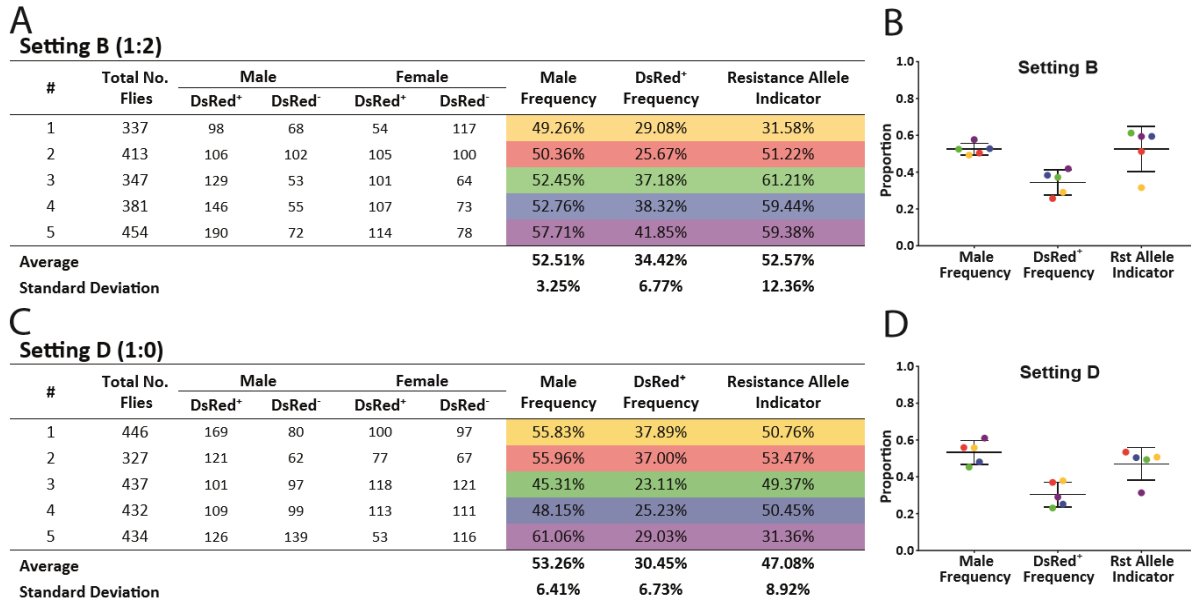 A
Setting B (1:2)
# Total No. Flies Male Female Male Frequency DsRed⁺ Frequency Resistance Allele Indicator
DsRed⁺ DsRed⁻ DsRed⁺ DsRed⁻
1 337 98 68 54 117 49.26% 29.08% 31.58%
2 413 106 102 105 100 50.36% 25.67% 51.22%
3 347 129 53 101 64 52.45% 37.18% 61.21%
4 381 146 55 107 73 52.76% 38.32% 59.44%
5 454 190 72 114 78 57.71% 41.85% 59.38%
Average 52.51% 34.42% 52.57%
Standard Deviation 3.25% 6.77% 12.36%
B
Setting B
Proportion
1.0
0.8
0.6
0.4
0.2
0.0
Male Frequency DsRed⁺ Frequency Rst Allele Indicator
C
Setting D (1:0)
# Total No. Flies Male Female Male Frequency DsRed⁺ Frequency Resistance Allele Indicator
DsRed⁺ DsRed⁻ DsRed⁺ DsRed⁻
1 446 169 80 100 97 55.83% 37.89% 50.76%
2 327 121 62 77 67 55.96% 37.00% 53.47%
3 437 101 97 118 121 45.31% 23.11% 49.37%
4 432 109 99 113 111 48.15% 25.23% 50.45%
5 434 126 139 53 116 61.06% 29.03% 31.36%
Average 53.26% 30.45% 47.08%
Standard Deviation 6.41% 6.73% 8.92%
D
Setting D
Proportion
1.0
0.8
0.6
0.4
0.2
0.0
Male Frequency DsRed⁺ Frequency Rst Allele Indicator